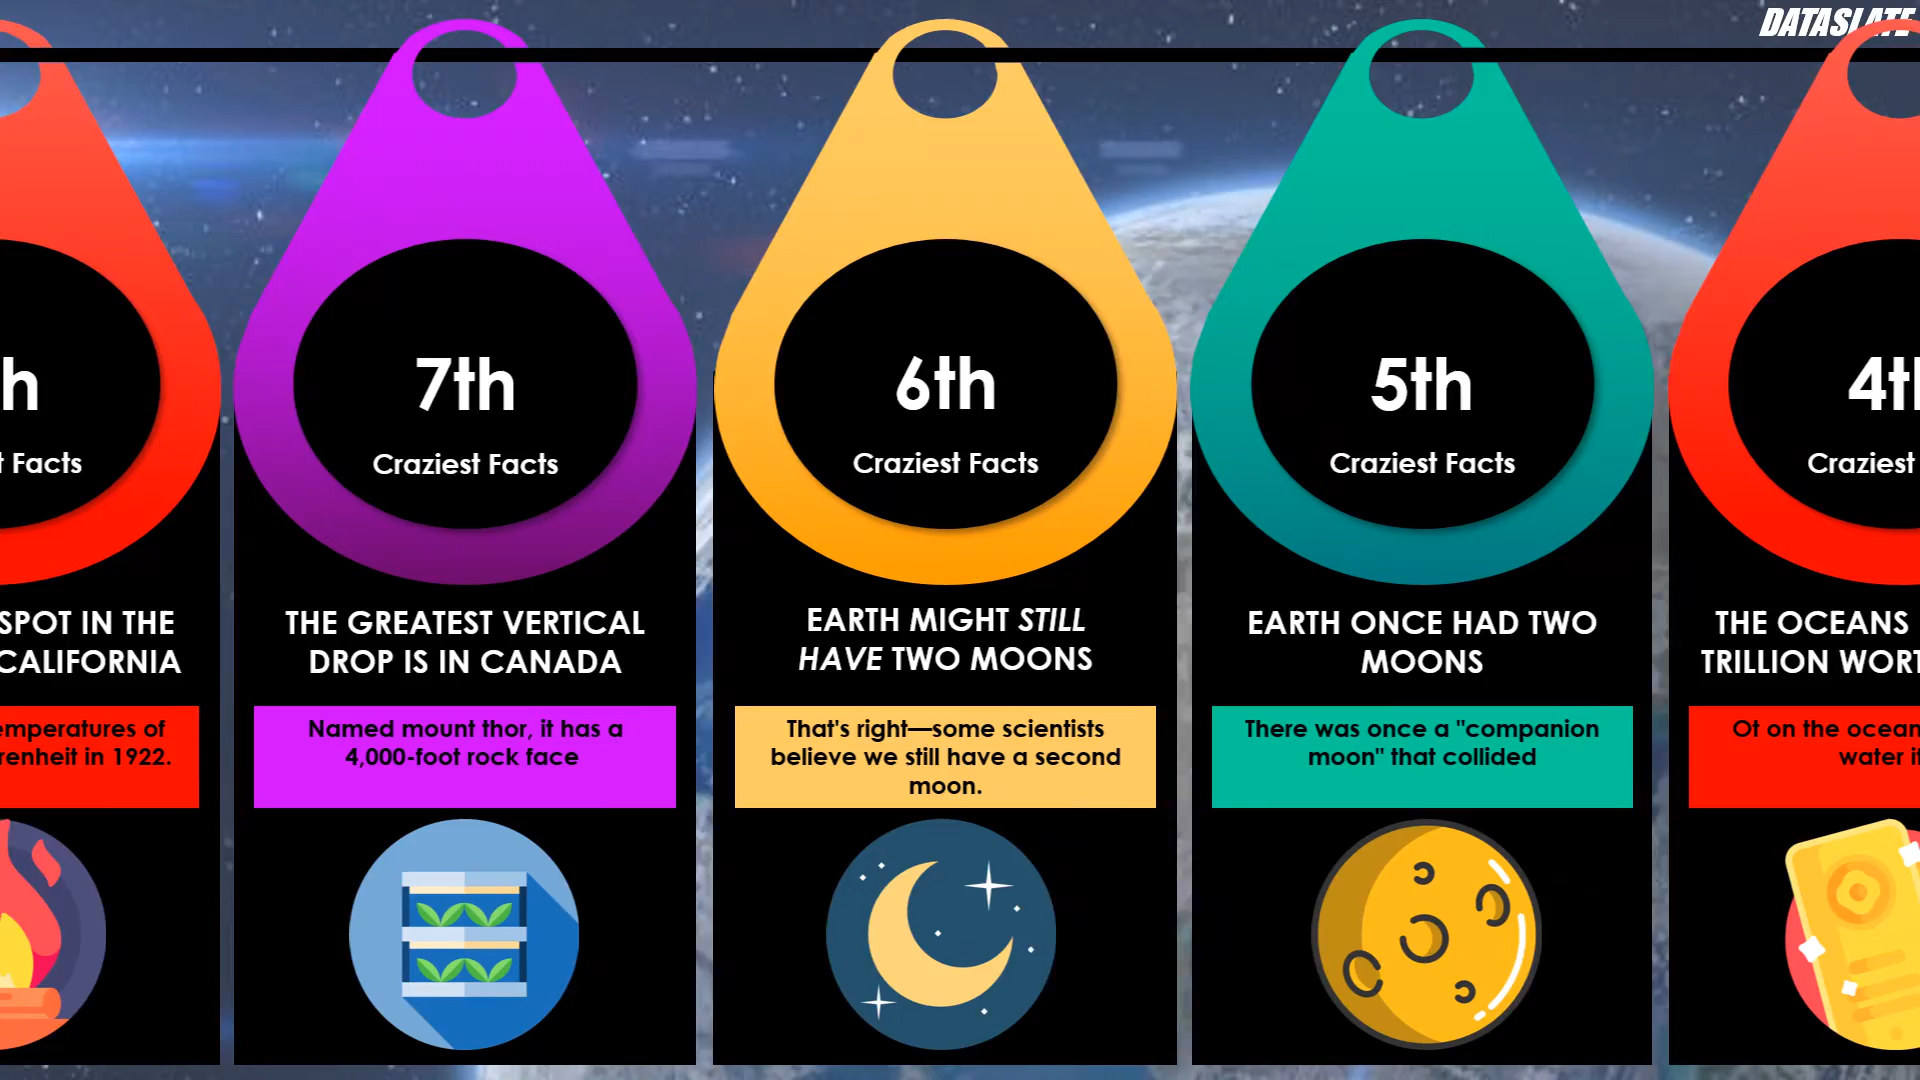 DATASLATE
h
t Facts
SPOT IN THE
CALIFORNIA
emperatures of
renheit in 1922.
7th
Craziest Facts
THE GREATEST VERTICAL
DROP IS IN CANADA
Named mount thor, it has a
4,000-foot rock face
6th
Craziest Facts
EARTH MIGHT STILL
HAVE TWO MOONS
That's right—some scientists
believe we still have a second
moon.
5th
Craziest Facts
EARTH ONCE HAD TWO
MOONS
There was once a "companion
moon" that collided
4th
Craziest
THE OCEANS
TRILLION WORT
Ot on the ocean
water i